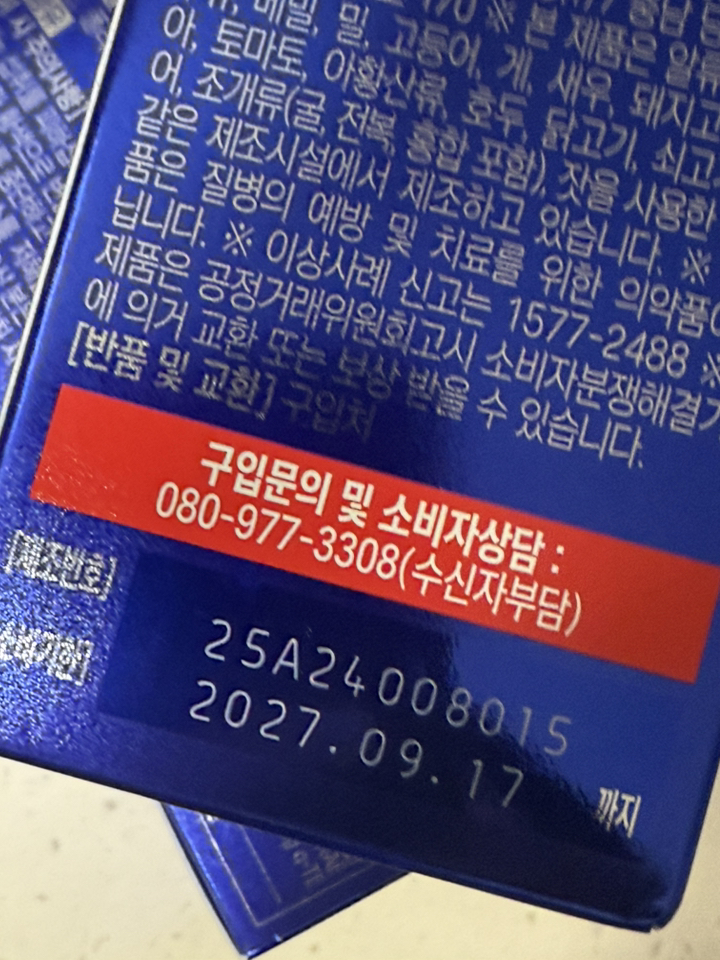 메밀, 밀, 고등어, 게, 새우, 돼지고
아, 토마토, 아황산류, 호두, 닭고기, 쇠고
어, 조개류(굴, 전복, 홍합 포함), 잣을 사용한
같은 제조시설에서 제조하고 있습니다. ※
품은 질병의 예방 및 치료를 위한 의약품
닙니다. ※ 이상사례 신고는 1577-2488 ※
제품은 공정거래위원회고시 소비자분쟁해결
에 의거 교환 또는 보상 받을 수 있습니다.
[반품 및 교환] 구입처
구입문의 및 소비자상담 :
080-977-3308(수신자부담)
[제조번호]
25A24008015
2027.09.17 까지